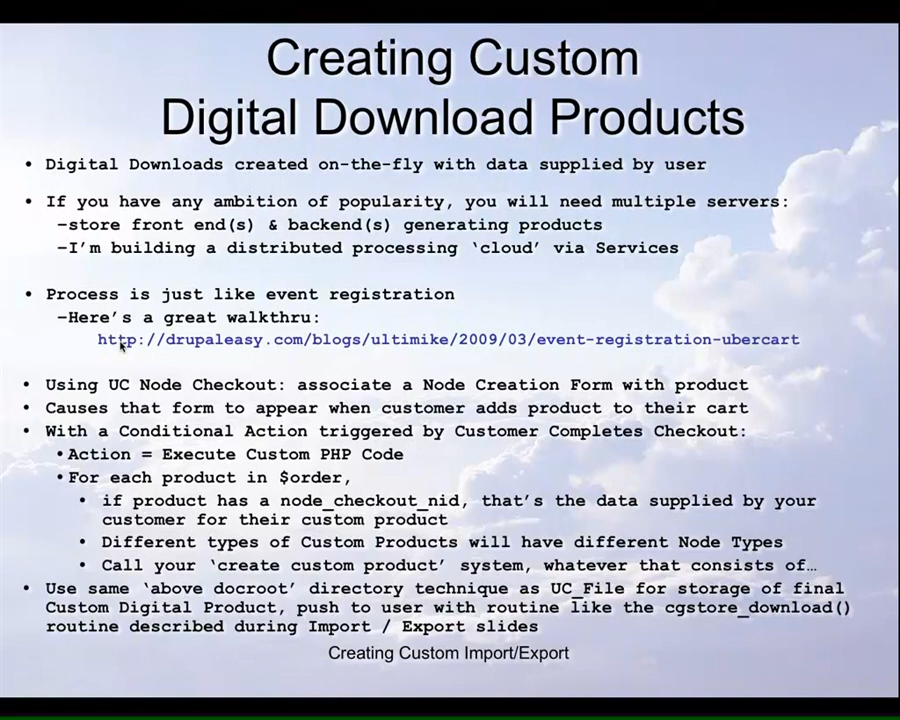 Creating Custom
Digital Download Products
• Digital Downloads created on-the-fly with data supplied by user
• If you have any ambition of popularity, you will need multiple servers:
–store front end(s) & backend(s) generating products
–I’m building a distributed processing ‘cloud’ via Services
• Process is just like event registration
–Here’s a great walkthru:
http://drupaleasy.com/blogs/ultimike/2009/03/event-registration-ubercart
• Using UC Node Checkout: associate a Node Creation Form with product
• Causes that form to appear when customer adds product to their cart
• With a Conditional Action triggered by Customer Completes Checkout:
• Action = Execute Custom PHP Code
• For each product in $order,
• if product has a node_checkout_nid, that’s the data supplied by your
customer for their custom product
• Different types of Custom Products will have different Node Types
• Call your ‘create custom product’ system, whatever that consists of…
• Use same ‘above docroot’ directory technique as UC_File for storage of final
Custom Digital Product, push to user with routine like the cgstore_download()
routine described during Import / Export slides
Creating Custom Import/Export